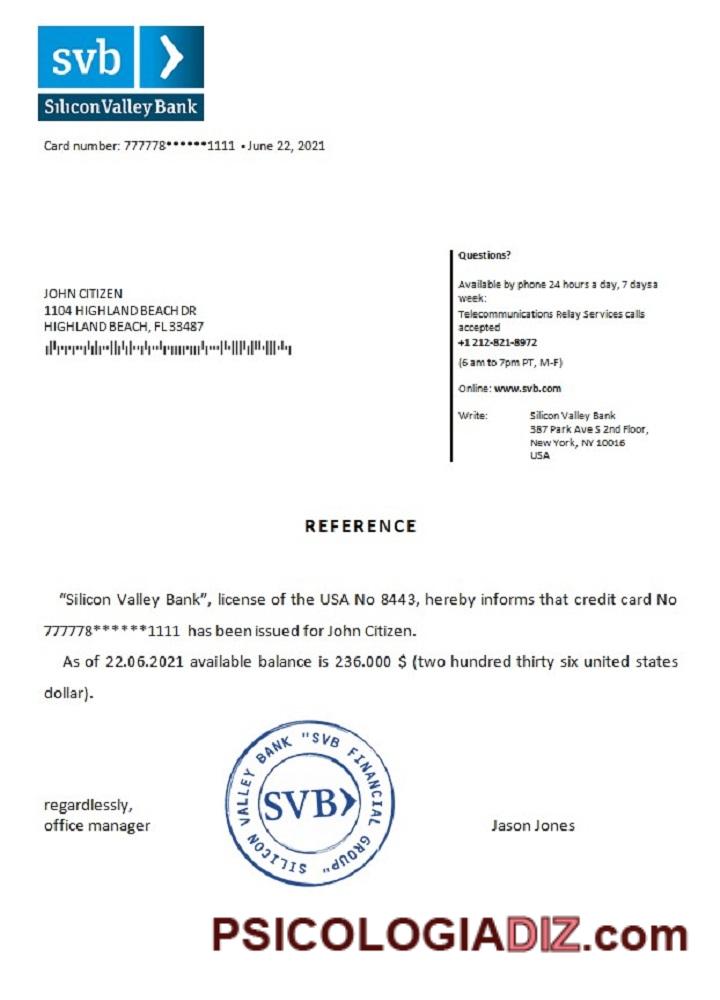 svb
Silicon Valley Bank
Card number: 777778******1111 • June 22, 2021
Questions?
Available by phone 24 hours a day, 7 days a
week:
Telecommunications Relay Services calls
accepted
+1 212-821-8972
(6 am to 7pm PT, M-F)
Online: www.svb.com
Write: Silicon Valley Bank
387 Park Ave S 2nd Floor,
New York, NY 10016
USA
JOHN CITIZEN
1104 HIGHLAND BEACH DR
HIGHLAND BEACH, FL 33487
REFERENCE
“Silicon Valley Bank”, license of the USA No 8443, hereby informs that credit card No
777778******1111 has been issued for John Citizen.
As of 22.06.2021 available balance is 236.000 $ (two hundred thirty six united states
dollar).
SILICON VALLEY BANK "SVB FINANCIAL GROUP"
SVB
regardlessly,
office manager
Jason Jones
PSICOLOGIADIZ.com